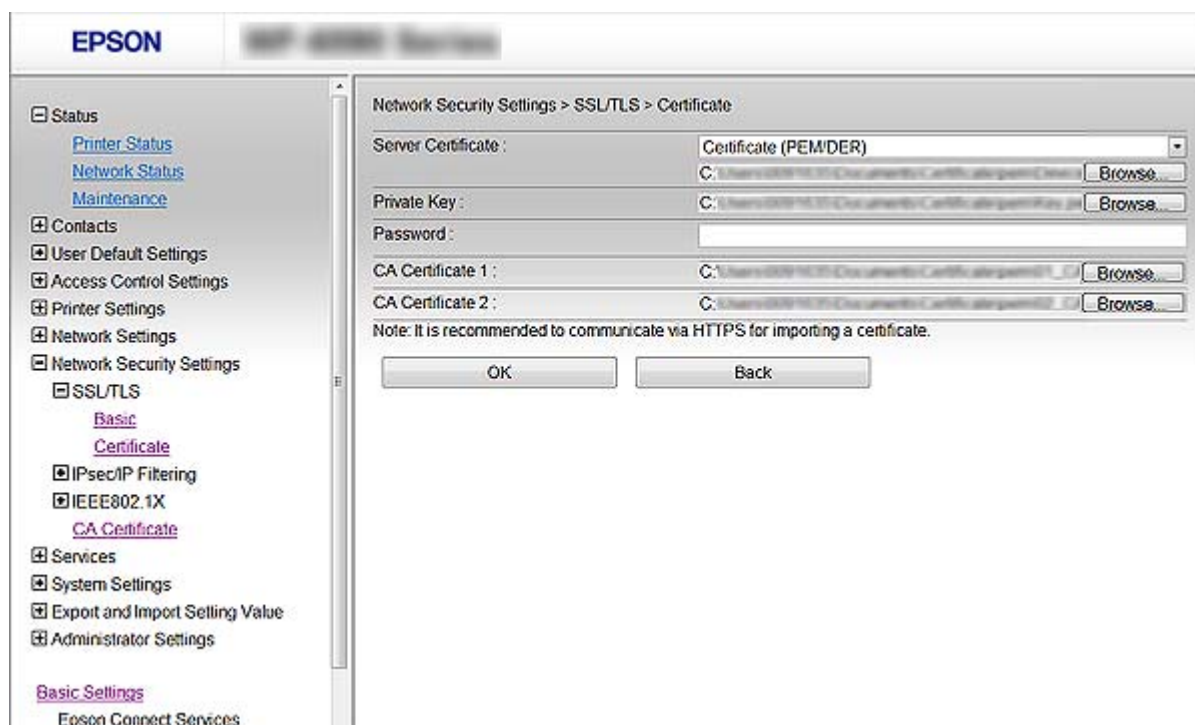 EPSON
Status
Printer Status
Network Status
Maintenance
Contacts
User Default Settings
Access Control Settings
Printer Settings
Network Settings
Network Security Settings
SSL/TLS
Basic
Certificate
IPsec/IP Filtering
IEEE802.1X
CA Certificate
Services
System Settings
Export and Import Setting Value
Administrator Settings
Basic Settings
Epson Connect Services
Network Security Settings > SSL/TLS > Certificate
Server Certificate : Certificate (PEM/DER)
C: Browse...
Private Key : C: Browse...
Password :
CA Certificate 1 : C: Browse...
CA Certificate 2 : C: Browse...
Note: It is recommended to communicate via HTTPS for importing a certificate.
OK Back